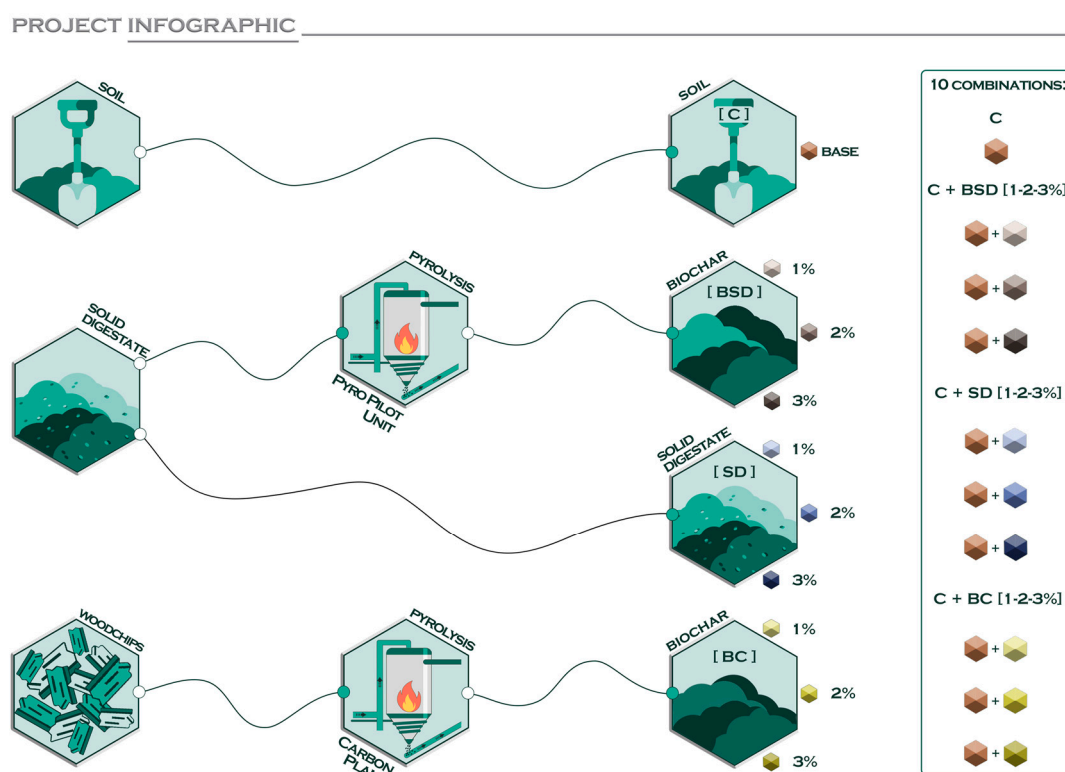 PROJECT INFOGRAPHIC
SOIL
SOIL
[C]
BASE
SOLID
DIGESTATE
PYROLYSIS
PYRO PILOT
UNIT
BIOCHAR
[BSD]
1%
2%
3%
SOLID
DIGESTATE
[SD]
1%
2%
3%
WOODCHIPS
PYROLYSIS
CARBON
BIOCHAR
[BC]
1%
2%
3%
10 COMBINATIONS:
C
C + BSD [1-2-3%]
+
+
+
C + SD [1-2-3%]
+
+
+
C + BC [1-2-3%]
+
+
+